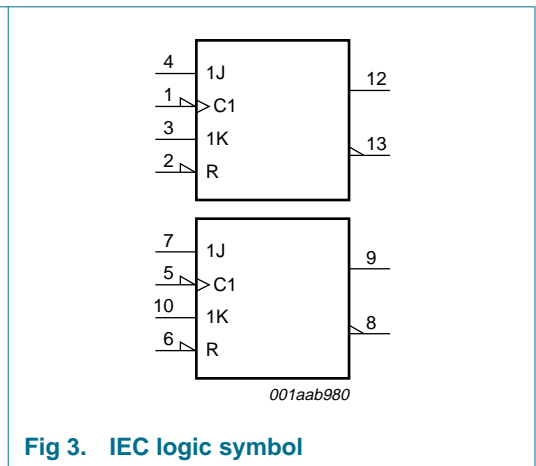 4 1J 12
1 C1
3 1K 13
2 R
7 1J 9
5 C1
10 1K 8
6 R
001aab980
Fig 3. IEC logic symbol